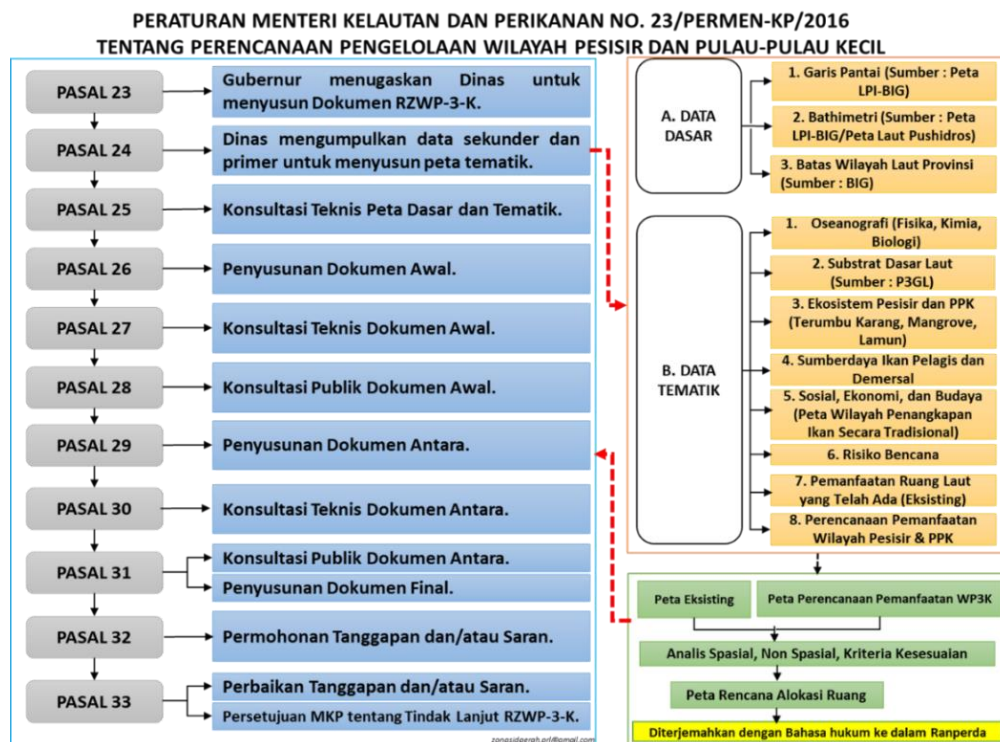 PERATURAN MENTERI KELAUTAN DAN PERIKANAN NO. 23/PERMEN-KP/2016
TENTANG PERENCANAAN PENGELOLAAN WILAYAH PESISIR DAN PULAU-PULAU KECIL
PASAL 23
Gubernur menugaskan Dinas untuk
menyusun Dokumen RZWP-3-K.
PASAL 24
Dinas mengumpulkan data sekunder dan
primer untuk menyusun peta tematik.
PASAL 25
Konsultasi Teknis Peta Dasar dan Tematik.
PASAL 26
Penyusunan Dokumen Awal.
PASAL 27
Konsultasi Teknis Dokumen Awal.
PASAL 28
Konsultasi Publik Dokumen Awal.
PASAL 29
Penyusunan Dokumen Antara.
PASAL 30
Konsultasi Teknis Dokumen Antara.
PASAL 31
Konsultasi Publik Dokumen Antara.
Penyusunan Dokumen Final.
PASAL 32
Permohonan Tanggapan dan/atau Saran.
PASAL 33
Perbaikan Tanggapan dan/atau Saran.
Persetujuan MKP tentang Tindak Lanjut RZWP-3-K.
zonasidaerah.prl@gmail.com
A. DATA
DASAR
1. Garis Pantai (Sumber : Peta
LPI-BIG)
2. Bathimetri (Sumber : Peta
LPI-BIG/Peta Laut Pushidros)
3. Batas Wilayah Laut Provinsi
(Sumber : BIG)
B. DATA
TEMATIK
1. Oseanografi (Fisika, Kimia,
Biologi)
2. Substrat Dasar Laut
(Sumber : P3GL)
3. Ekosistem Pesisir dan PPK
(Terumbu Karang, Mangrove,
Lamun)
4. Sumberdaya Ikan Pelagis dan
Demersal
5. Sosial, Ekonomi, dan Budaya
(Peta Wilayah Penangkapan
Ikan Secara Tradisional)
6. Risiko Bencana
7. Pemanfaatan Ruang Laut
yang Telah Ada (Eksisting)
8. Perencanaan Pemanfaatan
Wilayah Pesisir & PPK
Peta Eksisting
Peta Perencanaan Pemanfaatan WP3K
Analis Spasial, Non Spasial, Kriteria Kesesuaian
Peta Rencana Alokasi Ruang
Diterjemahkan dengan Bahasa hukum ke dalam Ranperda